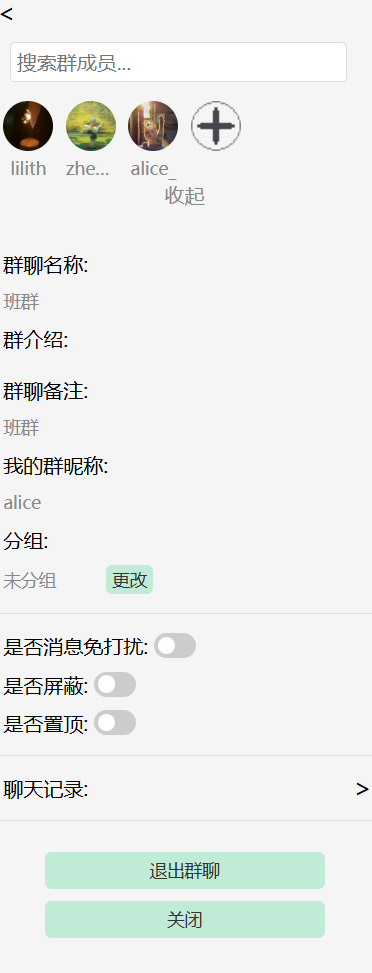 <
搜索群成员...
lilith zhe... alice_
收起
群聊名称:
班群
群介绍:
群聊备注:
班群
我的群昵称:
alice
分组:
未分组 更改
是否消息免打扰:
是否屏蔽:
是否置顶:
聊天记录: >
退出群聊
关闭